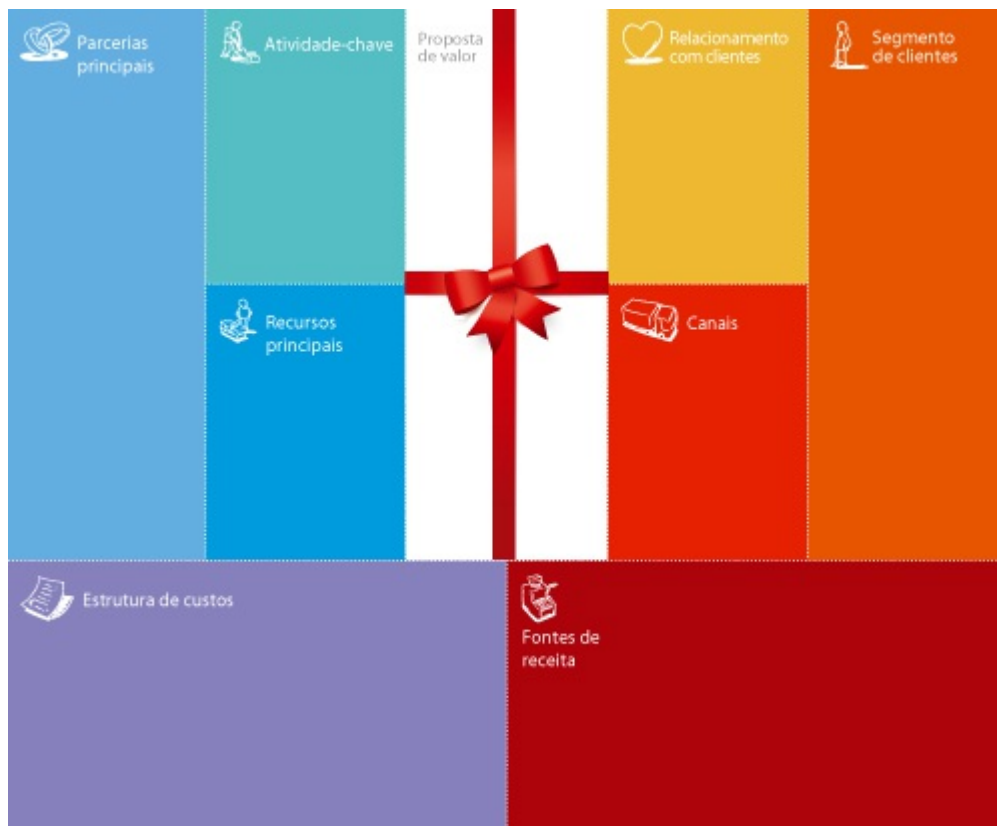 Parcerias
principais
Atividade-chave
Proposta
de valor
Relacionamento
com clientes
Segmento
de clientes
Recursos
principais
Canais
Estrutura de custos
Fontes de
receita